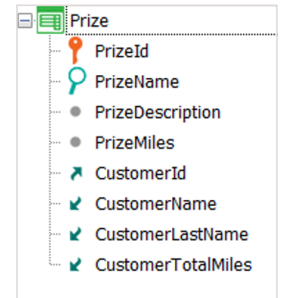 Prize
PrizeId
PrizeName
PrizeDescription
PrizeMiles
CustomerId
CustomerName
CustomerLastName
CustomerTotalMiles